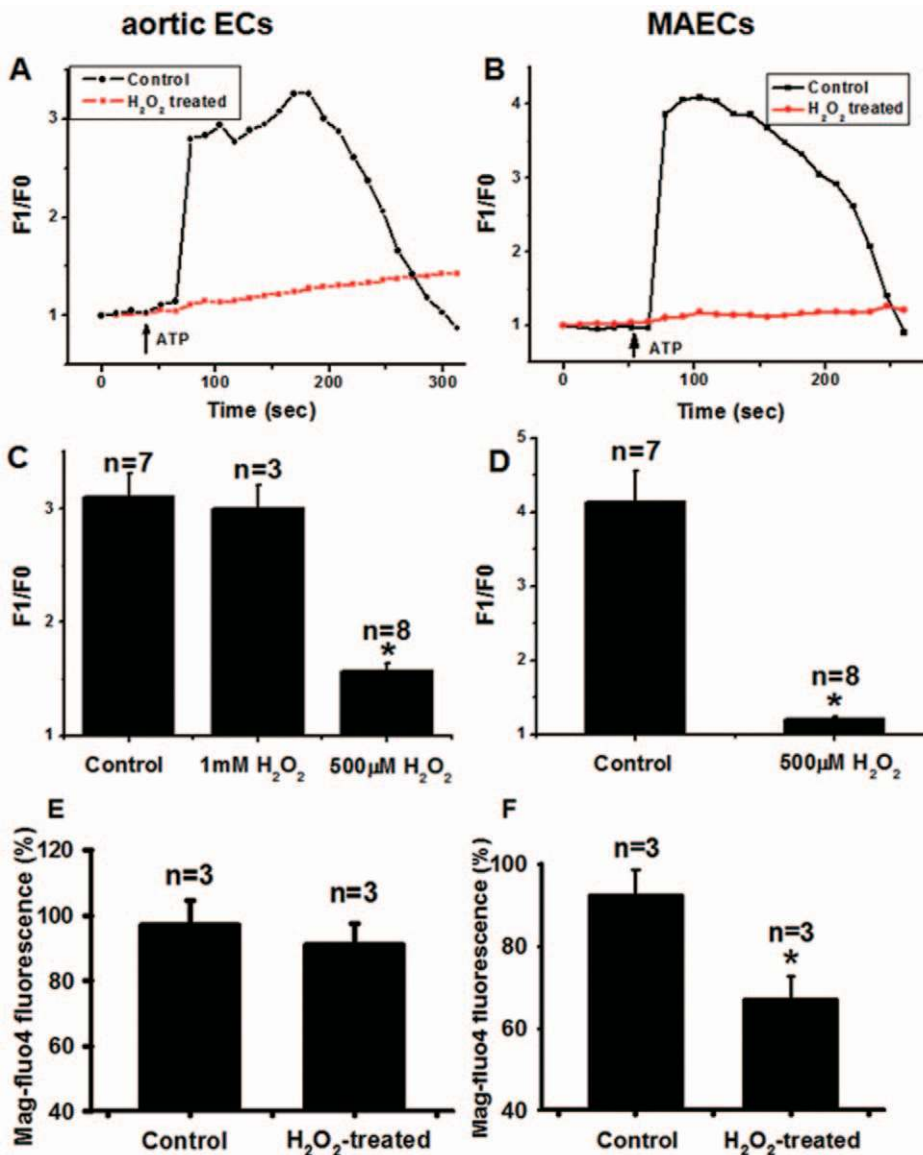 aortic ECs
MAECs
A
Control
H₂O₂ treated
3
2
1
F1/F0
ATP
0 100 200 300
Time (sec)
B
Control
H₂O₂ treated
4
3
2
1
F1/F0
ATP
0 100 200
Time (sec)
C
n=7
n=3
n=8
*
3
2
1
F1/F0
Control 1mM H₂O₂ 500μM H₂O₂
D
n=7
n=8
*
5
4
3
2
1
F1/F0
Control 500μM H₂O₂
E
n=3
n=3
120
100
80
60
40
Mag-fluo4 fluorescence (%)
Control H₂O₂-treated
F
n=3
n=3
*
100
80
60
40
Mag-fluo4 fluorescence (%)
Control H₂O₂-treated